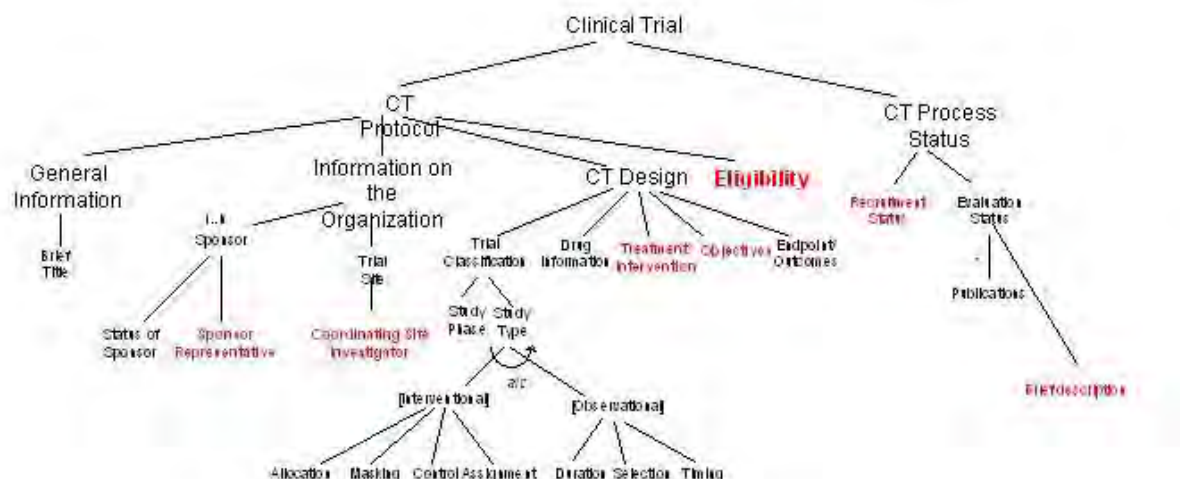 Clinical Trial
CT
Protocol
CT Process
Status
General
Information
Information on
the
Organization
CT Design
Eligibility
Recruitment
Status
Evaluation
Status
1..n
Sponsor
Brief
Title
Trial
Site
Trial
Classification
Drug
Information
Treatment/
Intervention
Objectives
Endpoint/
Outcomes
Publications
Status of
Sponsor
Sponsor
Representative
Coordinating Site
Investigator
Study
Phase
Study
Type
Brief description
[Interventional]
[Observational]
Allocation
Masking
Control
Assignment
Duration
Selection
Timing